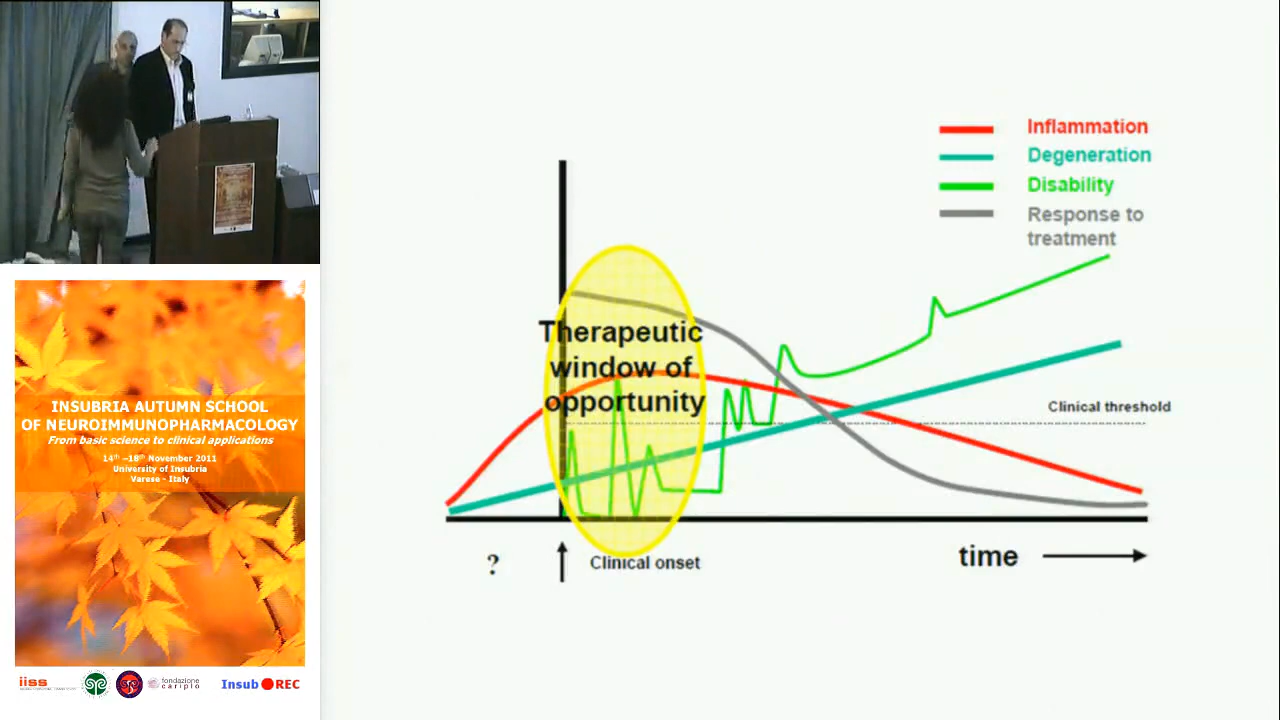 Inflammation
Degeneration
Disability
Response to
treatment
Therapeutic
window of
opportunity
Clinical threshold
?
Clinical onset
time
INSUBRIA AUTUMN SCHOOL
OF NEUROIMMUNOPHARMACOLOGY
From basic science to clinical applications
14th –18th November 2011
University of Insubria
Varese - Italy
iiss
fondazione
cariplo
Insub REC